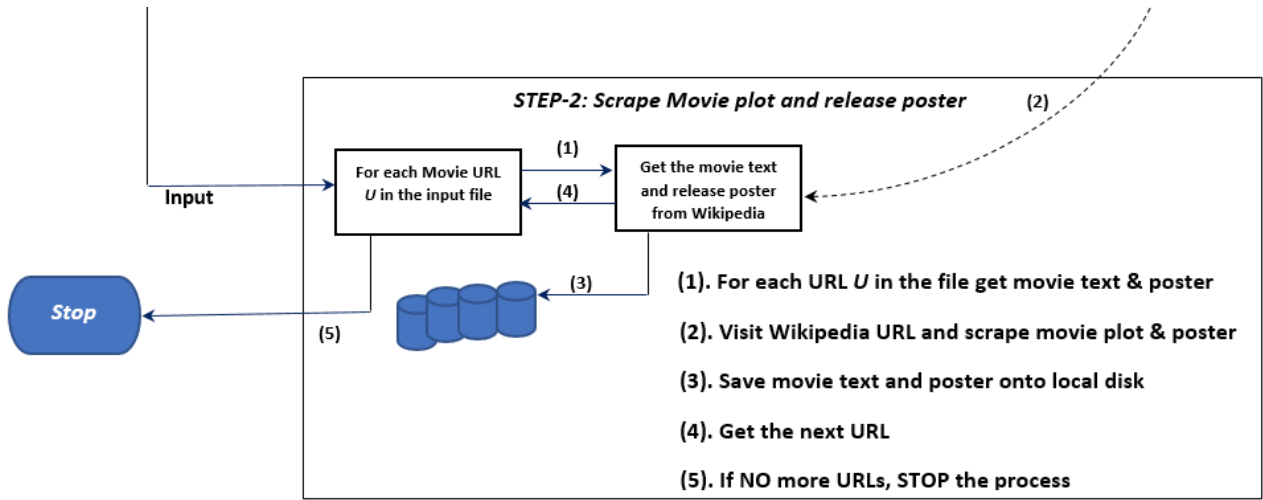 STEP-2: Scrape Movie plot and release poster
(2)
(1)
For each Movie URL
U in the input file
Get the movie text
and release poster
from Wikipedia
(4)
Input
(3)
Stop
(5)
(1). For each URL U in the file get movie text & poster
(2). Visit Wikipedia URL and scrape movie plot & poster
(3). Save movie text and poster onto local disk
(4). Get the next URL
(5). If NO more URLs, STOP the process